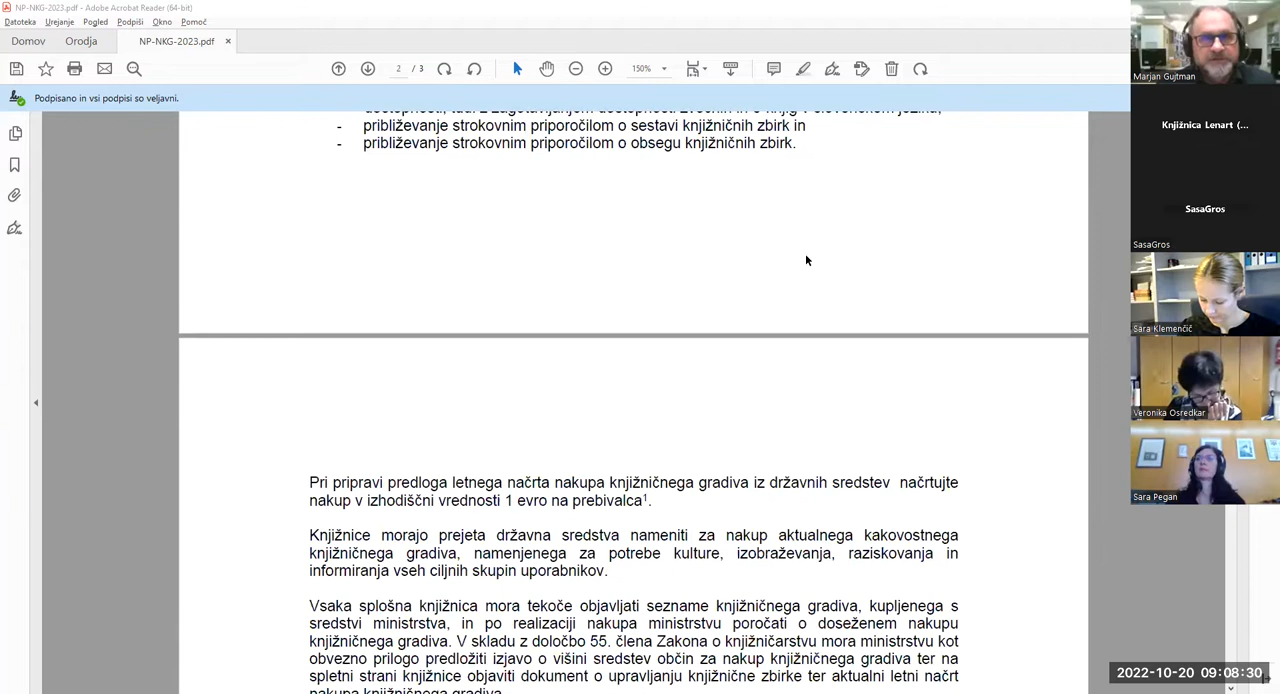 NP-NKG-2023.pdf - Adobe Acrobat Reader (64-bit)
Datoteka Urejanje Pogled Podpiši Okno Pomoč
Domov Orodja NP-NKG-2023.pdf ×
2 / 3 150%
Podpisano in vsi podpisi so veljavni.
- približevanje strokovnim priporočilom o sestavi knjižničnih zbirk in
- približevanje strokovnim priporočilom o obsegu knjižničnih zbirk.
Pri pripravi predloga letnega načrta nakupa knjižničnega gradiva iz državnih sredstev načrtujte
nakup v izhodiščni vrednosti 1 evro na prebivalca¹.
Knjižnice morajo prejeta državna sredstva nameniti za nakup aktualnega kakovostnega
knjižničnega gradiva, namenjenega za potrebe kulture, izobraževanja, raziskovanja in
informiranja vseh ciljnih skupin uporabnikov.
Vsaka splošna knjižnica mora tekoče objavljati sezname knjižničnega gradiva, kupljenega s
sredstvi ministrstva, in po realizaciji nakupa ministrstvu poročati o doseženem nakupu
knjižničnega gradiva. V skladu z določbo 55. člena Zakona o knjižničarstvu mora ministrstvu kot
obvezno prilogo predložiti izjavo o višini sredstev občin za nakup knjižničnega gradiva ter na
spletni strani knjižnice objaviti dokument o upravljanju knjižnične zbirke ter aktualni letni načrt
nakupa knjižničnega gradiva.
Marjan Gujtman
Knjižnica Lenart (...
SasaGros
SasaGros
Sara Klemenčič
Veronika Osredkar
Sara Pegan
2022-10-20 09:08:30